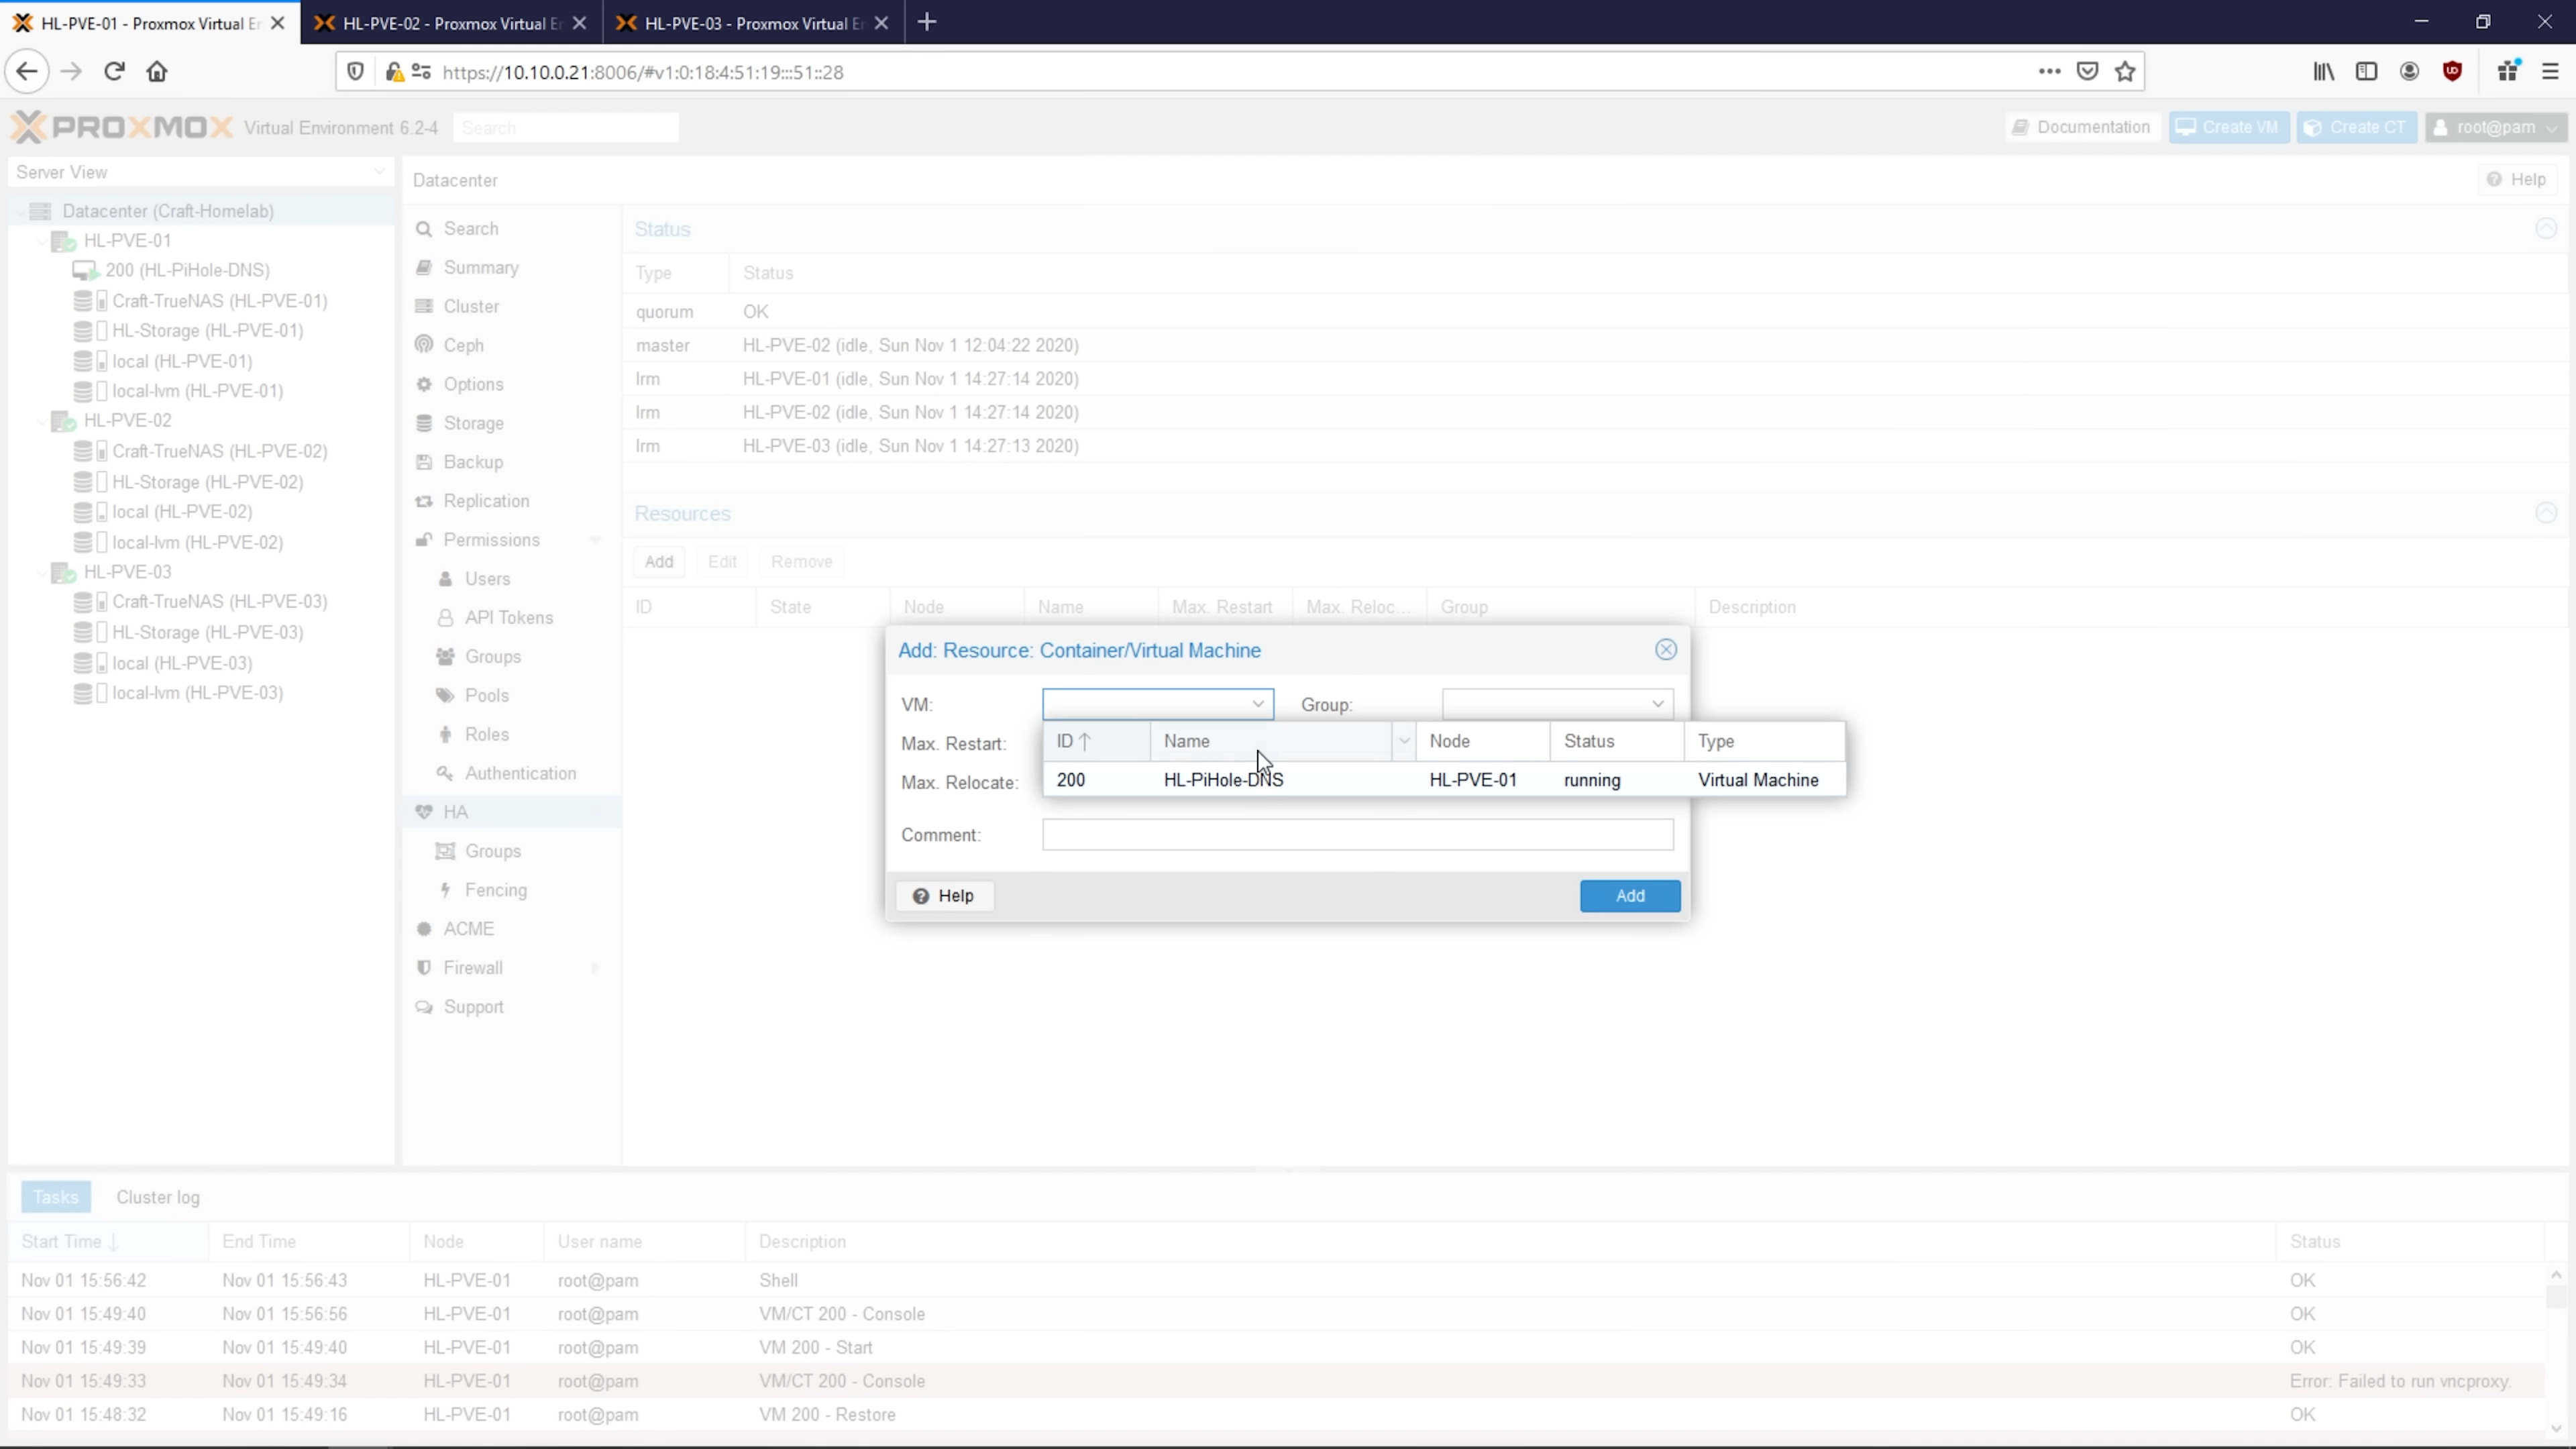 HL-PVE-01 - Proxmox Virtual E
HL-PVE-02 - Proxmox Virtual E
HL-PVE-03 - Proxmox Virtual E
https://10.10.0.21:8006/#v1:0:18:4:51:19:::51::28
PROXMOX Virtual Environment 6.2-4 Search Documentation Create VM Create CT root@pam
Server View
Datacenter (Craft-Homelab)
HL-PVE-01
200 (HL-PiHole-DNS)
Craft-TrueNAS (HL-PVE-01)
HL-Storage (HL-PVE-01)
local (HL-PVE-01)
local-lvm (HL-PVE-01)
HL-PVE-02
Craft-TrueNAS (HL-PVE-02)
HL-Storage (HL-PVE-02)
local (HL-PVE-02)
local-lvm (HL-PVE-02)
HL-PVE-03
Craft-TrueNAS (HL-PVE-03)
HL-Storage (HL-PVE-03)
local (HL-PVE-03)
local-lvm (HL-PVE-03)
Datacenter Help
Search
Summary
Cluster
Ceph
Options
Storage
Backup
Replication
Permissions
Users
API Tokens
Groups
Pools
Roles
Authentication
HA
Groups
Fencing
ACME
Firewall
Support
Status
Type Status
quorum OK
master HL-PVE-02 (idle, Sun Nov 1 12:04:22 2020)
lrm HL-PVE-01 (idle, Sun Nov 1 14:27:14 2020)
lrm HL-PVE-02 (idle, Sun Nov 1 14:27:14 2020)
lrm HL-PVE-03 (idle, Sun Nov 1 14:27:13 2020)
Resources
Add Edit Remove
ID State Node Name Max. Restart Max. Reloc... Group Description
Add: Resource: Container/Virtual Machine
VM: Group:
Max. Restart:
Max. Relocate:
ID Name Node Status Type
200 HL-PiHole-DNS HL-PVE-01 running Virtual Machine
Comment:
Help Add
Tasks Cluster log
Start Time End Time Node User name Description Status
Nov 01 15:56:42 Nov 01 15:56:43 HL-PVE-01 root@pam Shell OK
Nov 01 15:49:40 Nov 01 15:56:56 HL-PVE-01 root@pam VM/CT 200 - Console OK
Nov 01 15:49:39 Nov 01 15:49:40 HL-PVE-01 root@pam VM 200 - Start OK
Nov 01 15:49:33 Nov 01 15:49:34 HL-PVE-01 root@pam VM/CT 200 - Console Error: Failed to run vncproxy.
Nov 01 15:48:32 Nov 01 15:49:16 HL-PVE-01 root@pam VM 200 - Restore OK